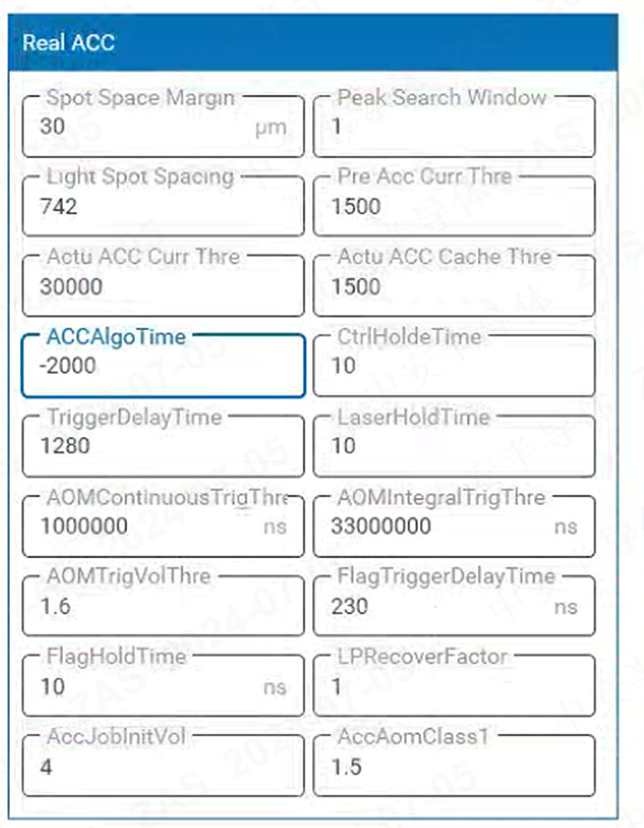 Real ACC
Spot Space Margin
30 μm
Peak Search Window
1
Light Spot Spacing
742
Pre Acc Curr Thre
1500
Actu ACC Curr Thre
30000
Actu ACC Cache Thre
1500
ACCAlgoTime
-2000
CtrlHoldeTime
10
TriggerDelayTime
1280
LaserHoldTime
10
AOMContinuousTrigThre
1000000 ns
AOMIntegralTrigThre
33000000 ns
AOMTrigVolThre
1.6
FlagTriggerDelayTime
230 ns
FlagHoldTime
10 ns
LPRecoverFactor
1
AccJobInitVol
4
AccAomClass1
1.5